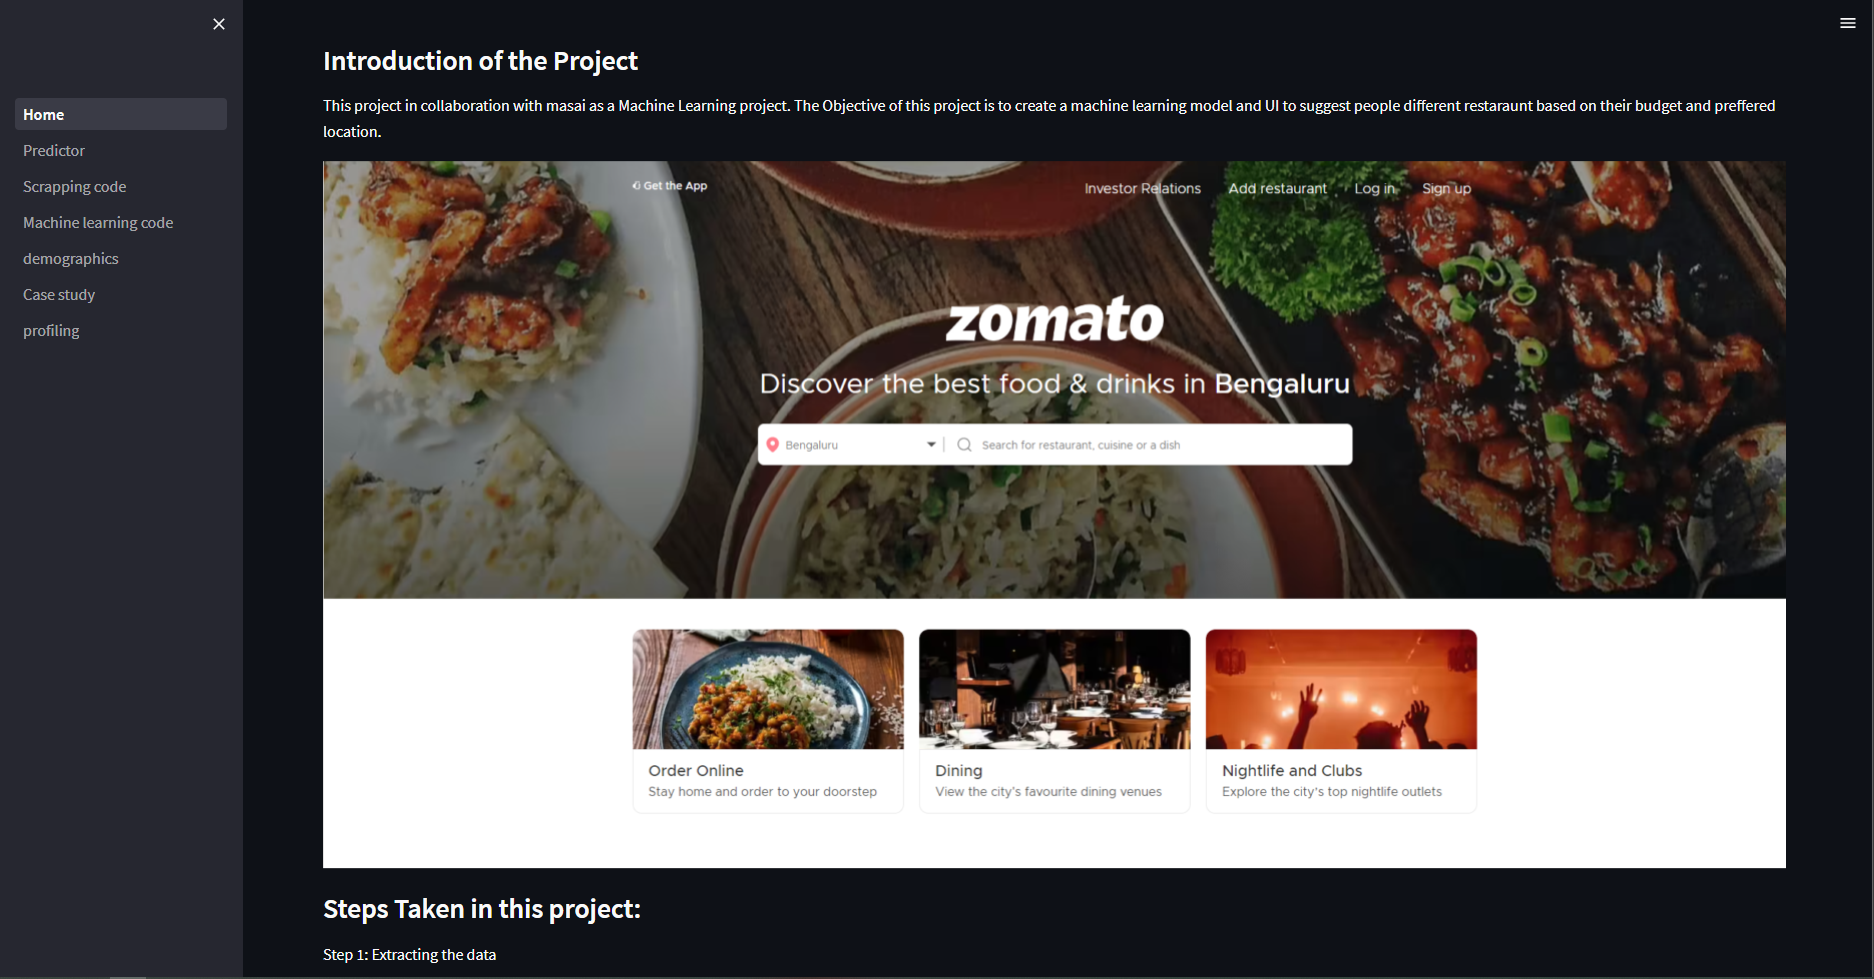 Home
Predictor
Scrapping code
Machine learning code
demographics
Case study
profiling
Introduction of the Project
This project in collaboration with masai as a Machine Learning project. The Objective of this project is to create a machine learning model and UI to suggest people different restaraunt based on their budget and preffered
location.
Get the App
Investor Relations
Add restaurant
Log in
Sign up
zomato
Discover the best food & drinks in Bengaluru
Bengaluru
Search for restaurant, cuisine or a dish
Order Online
Stay home and order to your doorstep
Dining
View the city's favourite dining venues
Nightlife and Clubs
Explore the city's top nightlife outlets
Steps Taken in this project:
Step 1: Extracting the data